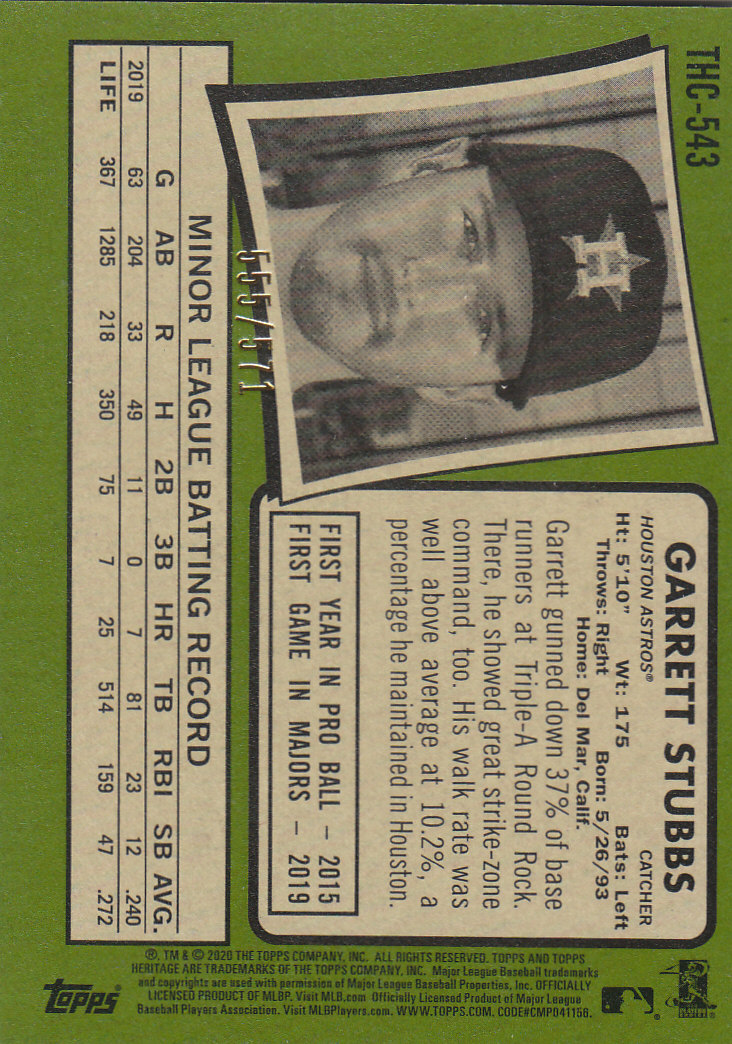 THC-543
555/571
GARRETT STUBBS
HOUSTON ASTROS® CATCHER
Ht: 5'10" Wt: 175 Bats: Left
Throws: Right Born: 5/26/93
Home: Del Mar, Calif.
Garrett gunned down 37% of base
runners at Triple-A Round Rock.
There, he showed great strike-zone
command, too. His walk rate was
well above average at 10.2%, a
percentage he maintained in Houston.
FIRST YEAR IN PRO BALL – 2015
FIRST GAME IN MAJORS – 2019
MINOR LEAGUE BATTING RECORD
G AB R H 2B 3B HR TB RBI SB AVG.
2019 63 204 33 49 11 0 7 81 23 12 .240
LIFE 367 1285 218 350 75 7 25 514 159 47 .272
®, TM & © 2020 THE TOPPS COMPANY, INC. ALL RIGHTS RESERVED. TOPPS AND TOPPS
HERITAGE ARE TRADEMARKS OF THE TOPPS COMPANY, INC. Major League Baseball trademarks
and copyrights are used with permission of Major League Baseball Properties, Inc. OFFICIALLY
LICENSED PRODUCT OF MLBP. Visit MLB.com Officially Licensed Product of Major League
Baseball Players Association. Visit MLBPlayers.com. WWW.TOPPS.COM. CODE#CMP041156.
topps®